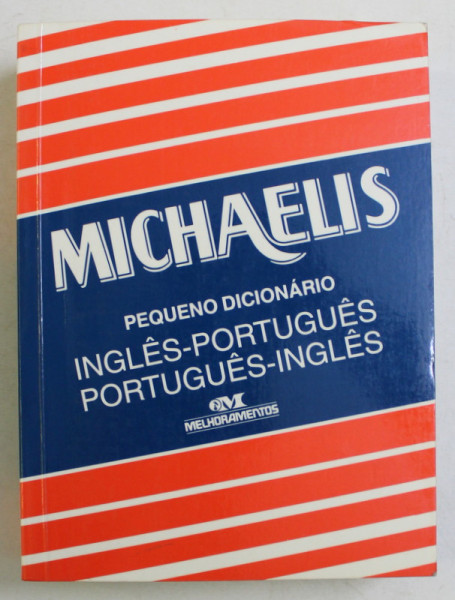 MICHAELIS
PEQUENO DICIONÁRIO
INGLÊS-PORTUGUÊS
PORTUGUÊS-INGLÊS
MELHORAMENTOS